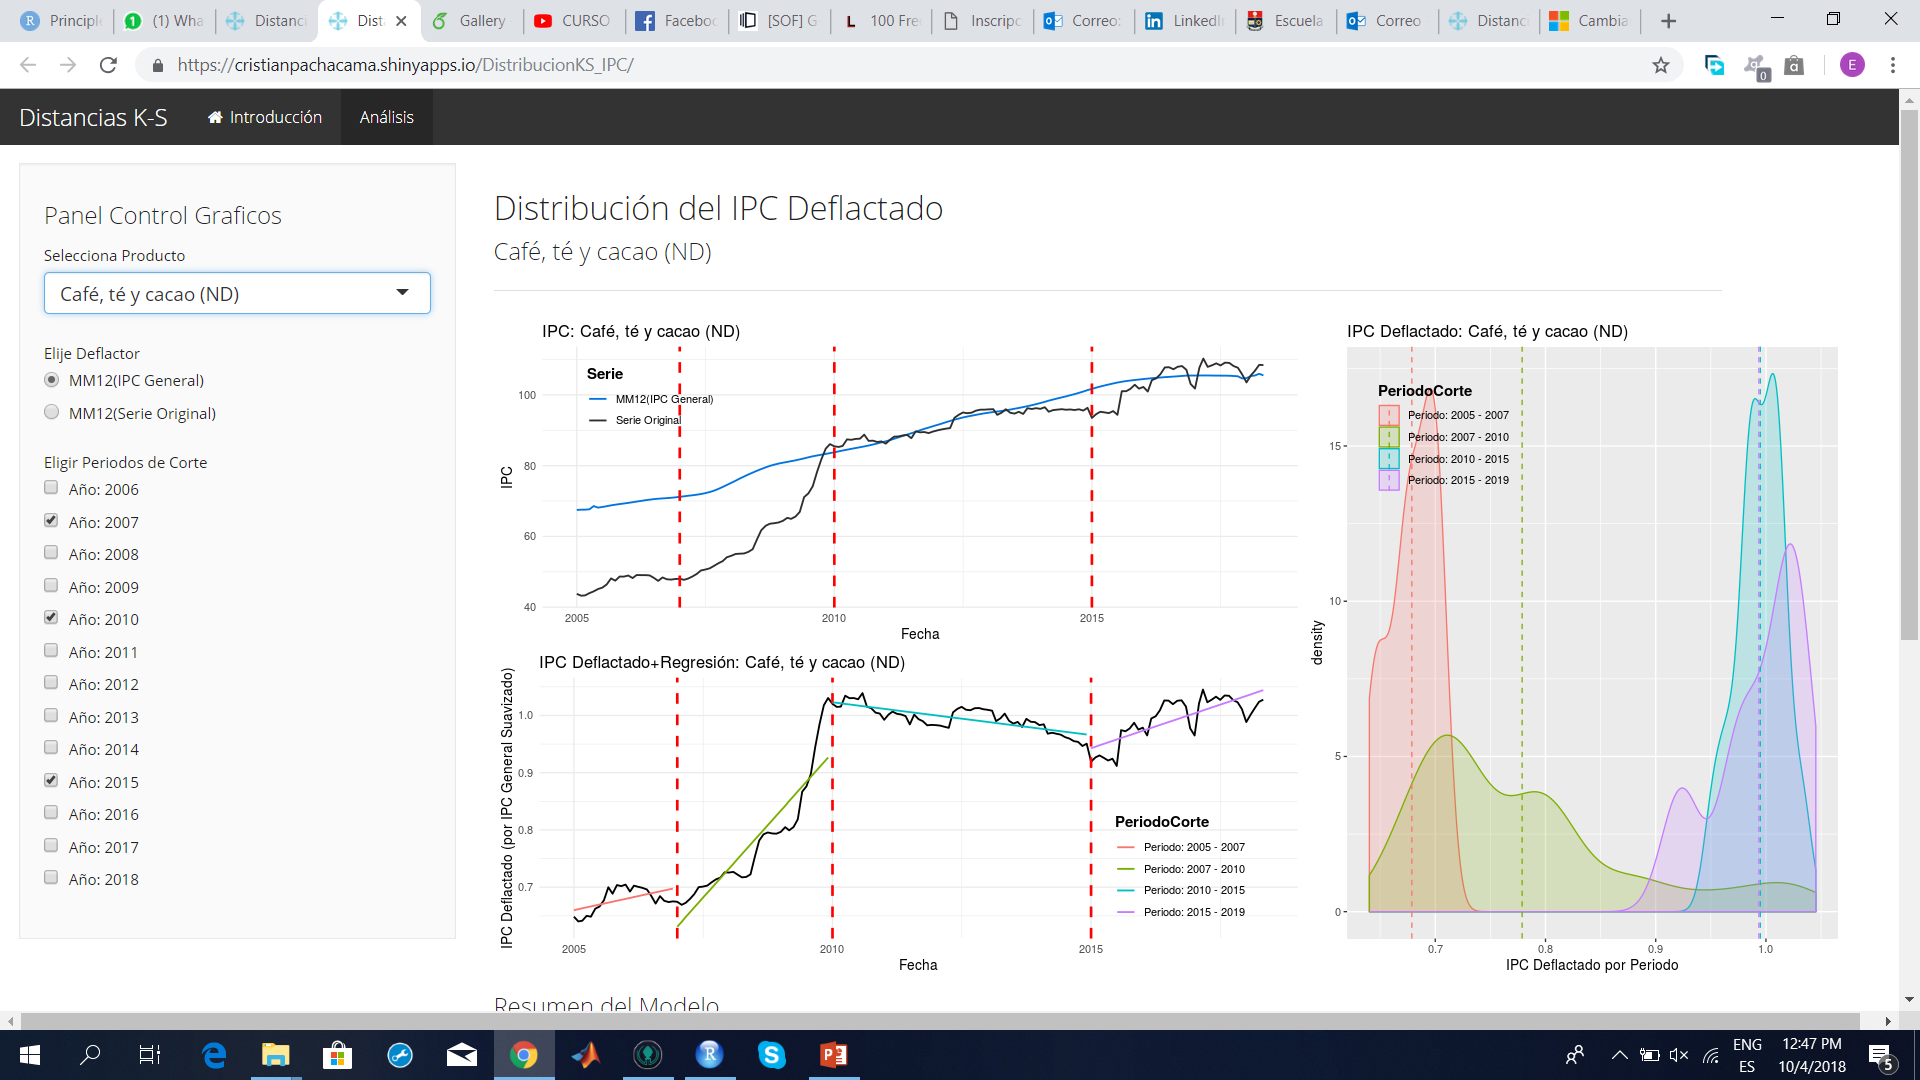 Principle
(1) Wha
Distanci
Dist
Gallery
CURSO
Faceboo
[SOF] G
100 Fre
Inscripc
Correo:
LinkedIn
Escuela
Correo
Distanc
Cambia
https://cristianpachacama.shinyapps.io/DistribucionKS_IPC/
0
E
Distancias K-S
Introducción
Análisis
Panel Control Graficos
Selecciona Producto
Café, té y cacao (ND)
Elije Deflactor
MM12(IPC General)
MM12(Serie Original)
Eligir Periodos de Corte
Año: 2006
Año: 2007
Año: 2008
Año: 2009
Año: 2010
Año: 2011
Año: 2012
Año: 2013
Año: 2014
Año: 2015
Año: 2016
Año: 2017
Año: 2018
Distribución del IPC Deflactado
Café, té y cacao (ND)
IPC: Café, té y cacao (ND)
Serie
MM12(IPC General)
Serie Original
IPC
100
80
60
40
2005
2010
2015
Fecha
IPC Deflactado+Regresión: Café, té y cacao (ND)
IPC Deflactado (por IPC General Suavizado)
1.0
0.9
0.8
0.7
PeriodoCorte
Periodo: 2005 - 2007
Periodo: 2007 - 2010
Periodo: 2010 - 2015
Periodo: 2015 - 2019
2005
2010
2015
Fecha
IPC Deflactado: Café, té y cacao (ND)
PeriodoCorte
Periodo: 2005 - 2007
Periodo: 2007 - 2010
Periodo: 2010 - 2015
Periodo: 2015 - 2019
density
15
10
5
0
0.7
0.8
0.9
1.0
IPC Deflactado por Periodo
Resumen del Modelo
ENG
ES
12:47 PM
10/4/2018
5